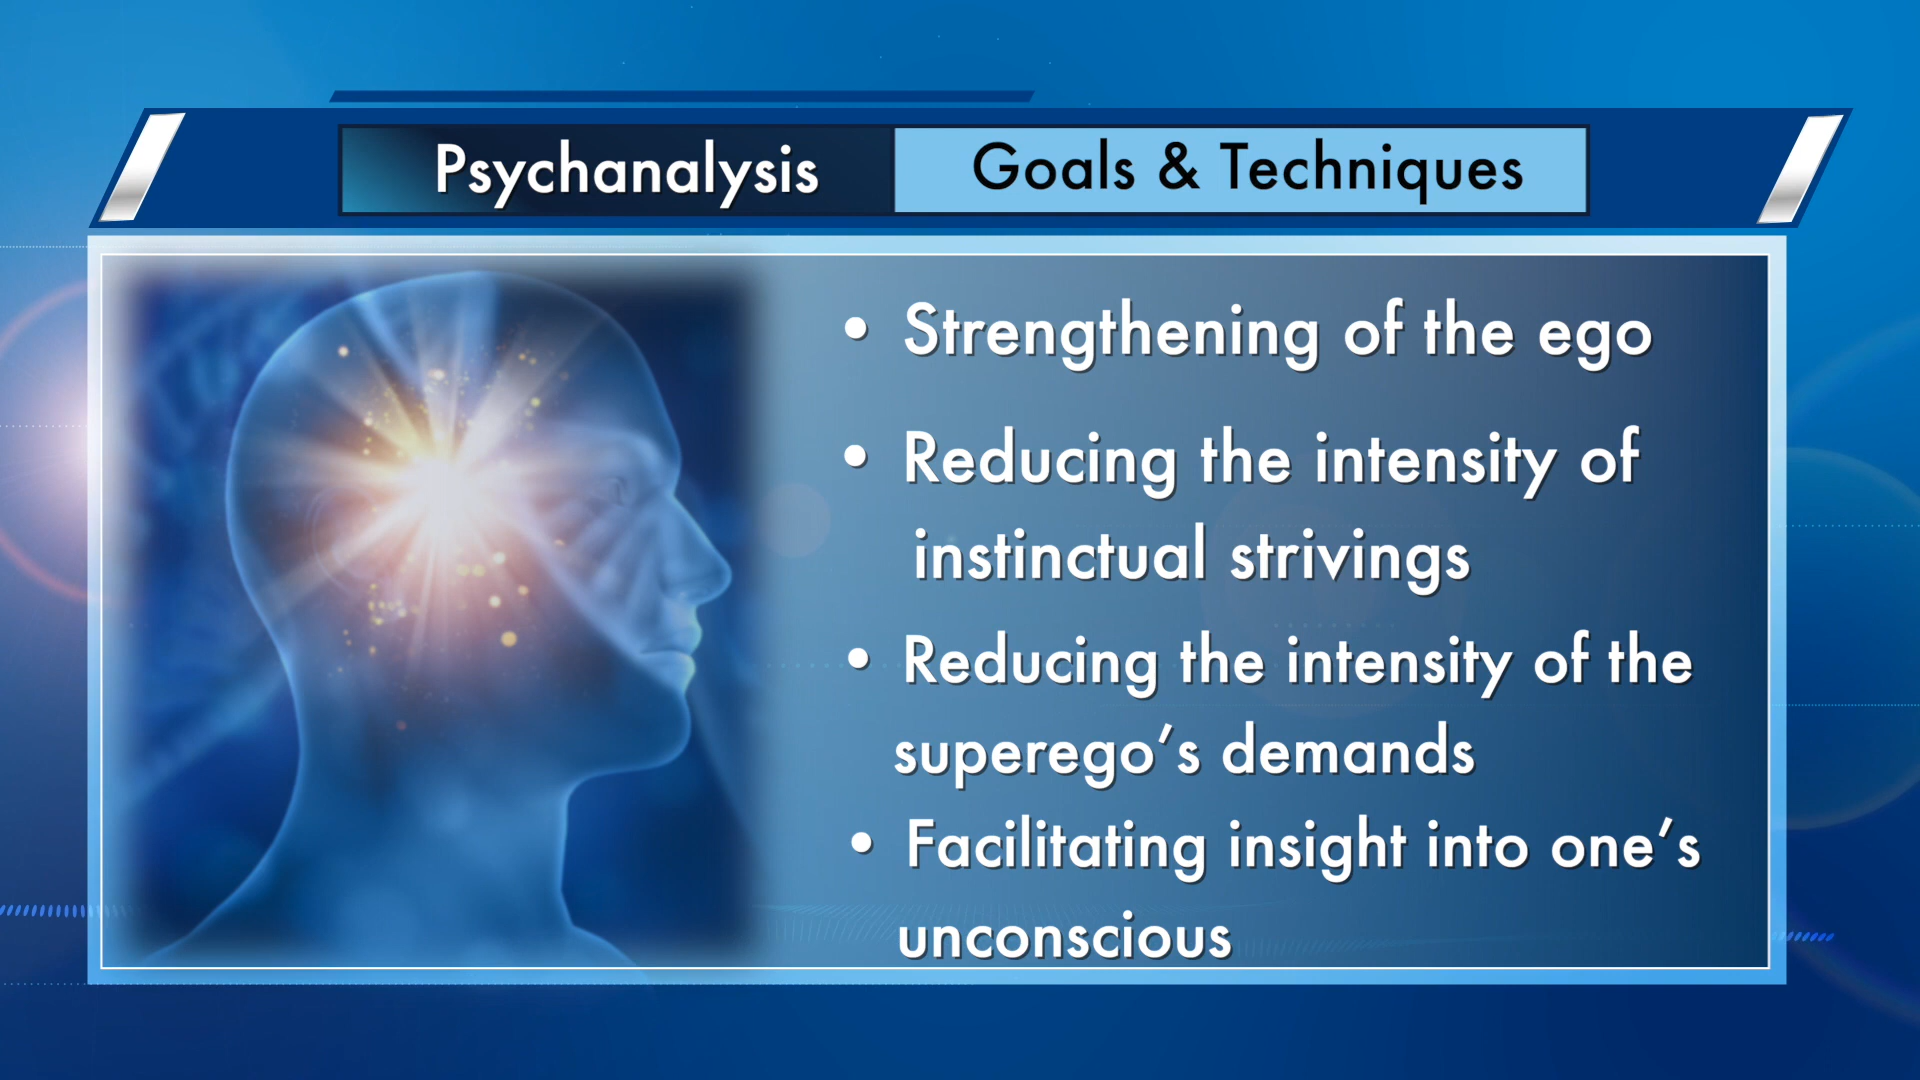 Psychanalysis Goals & Techniques
• Strengthening of the ego
• Reducing the intensity of
instinctual strivings
• Reducing the intensity of the
superego’s demands
• Facilitating insight into one’s
unconscious